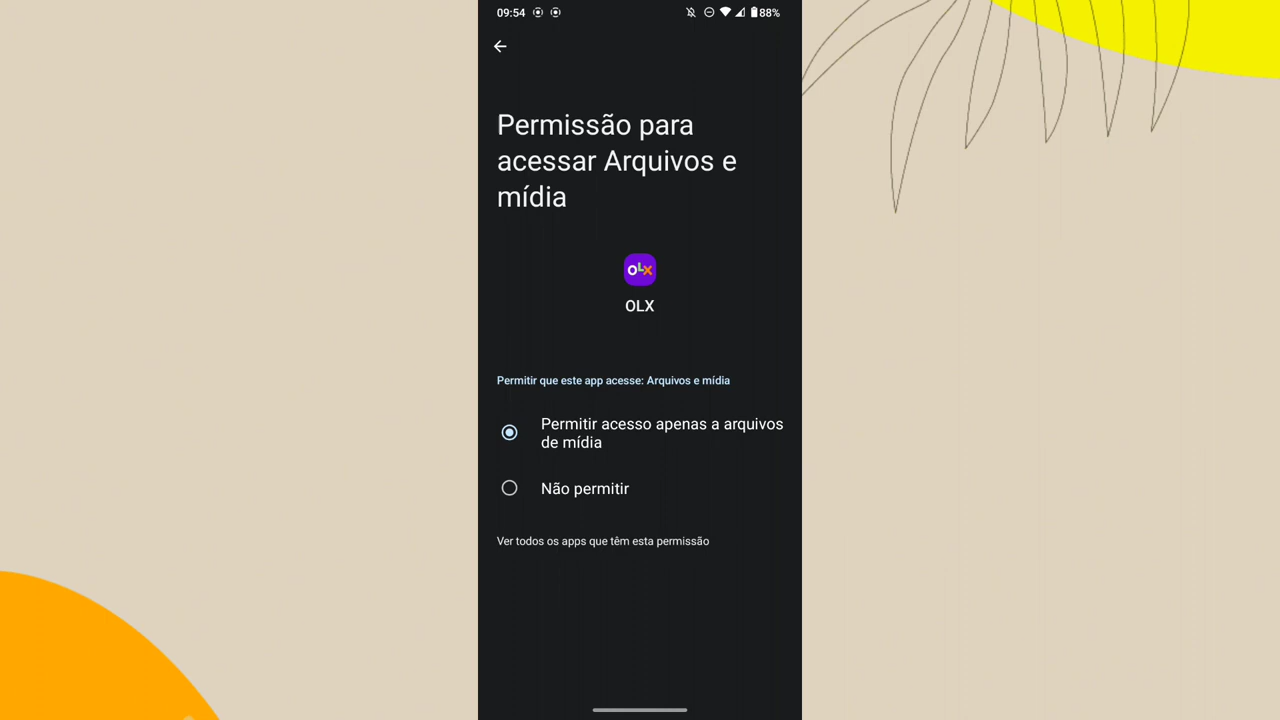 09:54
88%
Permissão para
acessar Arquivos e
mídia
OLX
OLX
Permitir que este app acesse: Arquivos e mídia
Permitir acesso apenas a arquivos
de mídia
Não permitir
Ver todos os apps que têm esta permissão